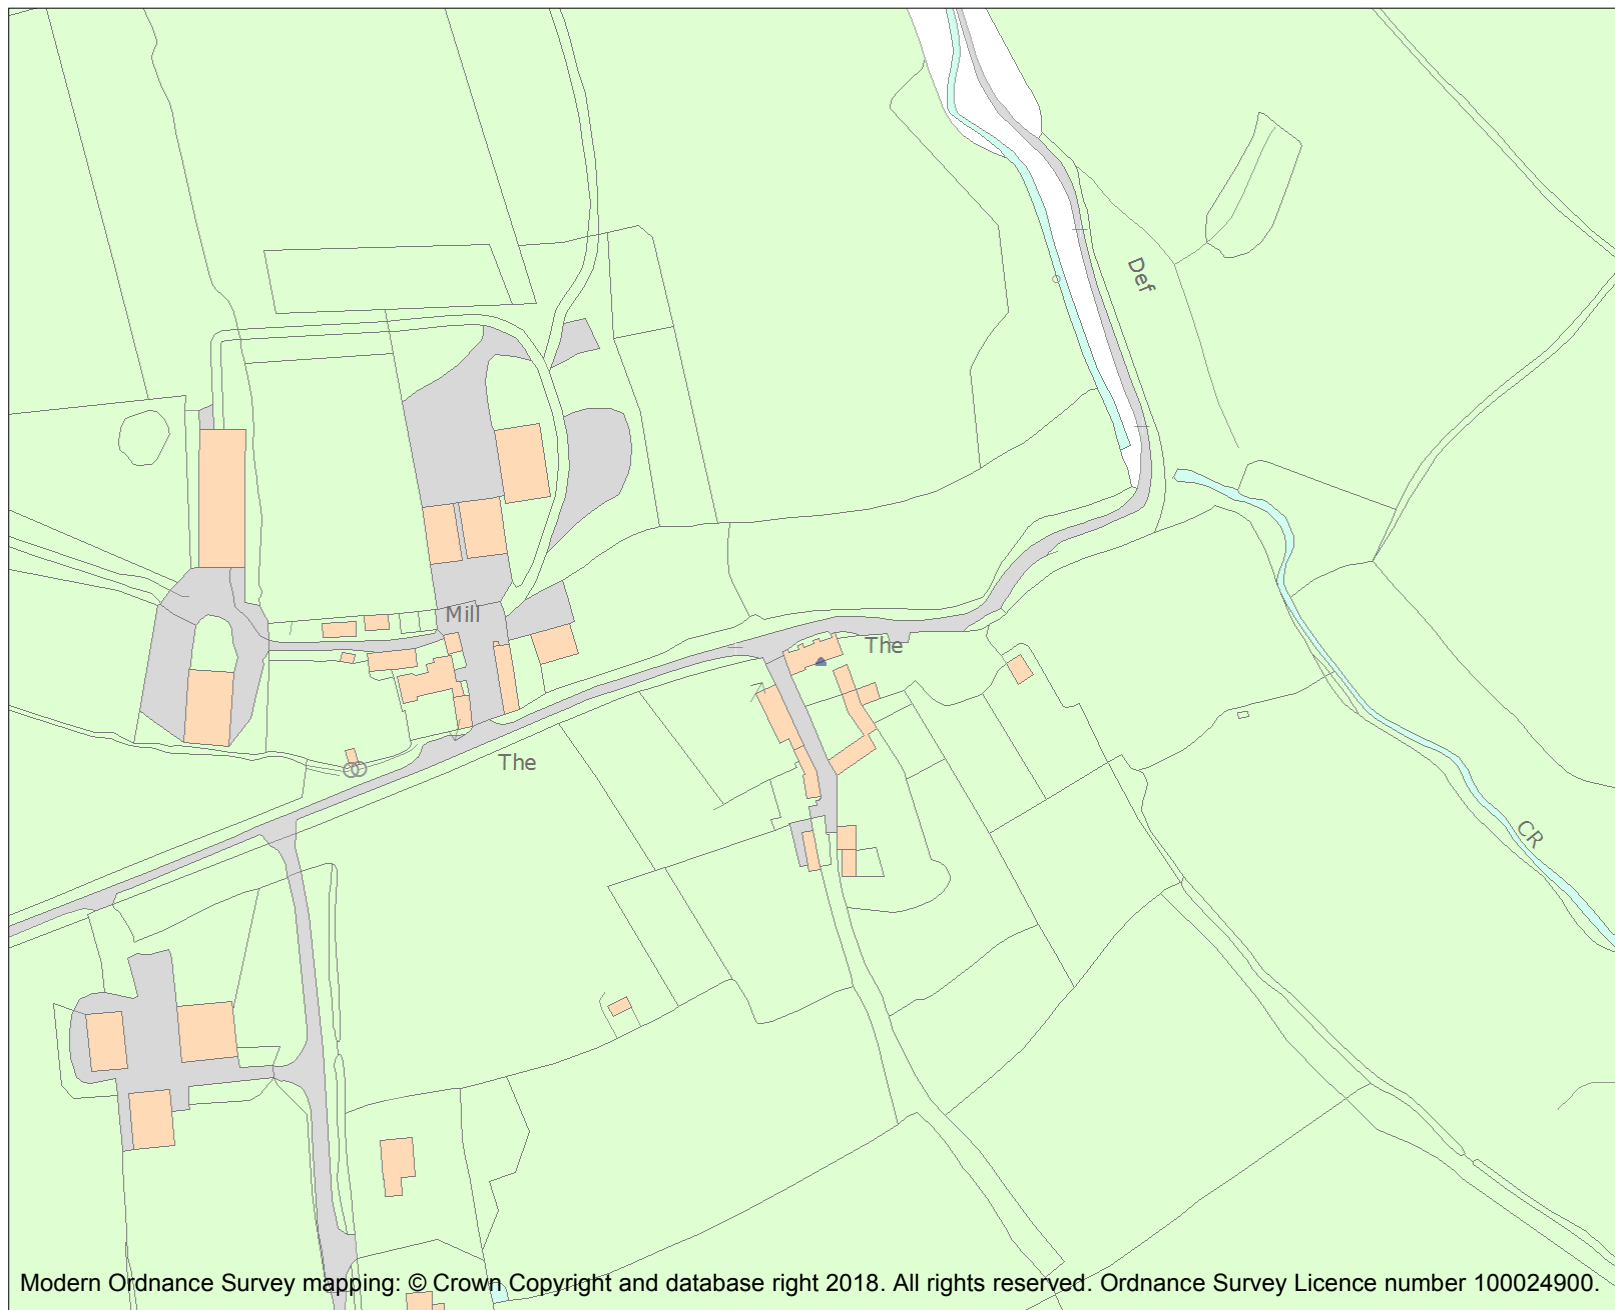 Def
Mill
The
The
CR
Modern Ordnance Survey mapping: © Crown Copyright and database right 2018. All rights reserved. Ordnance Survey Licence number 100024900.